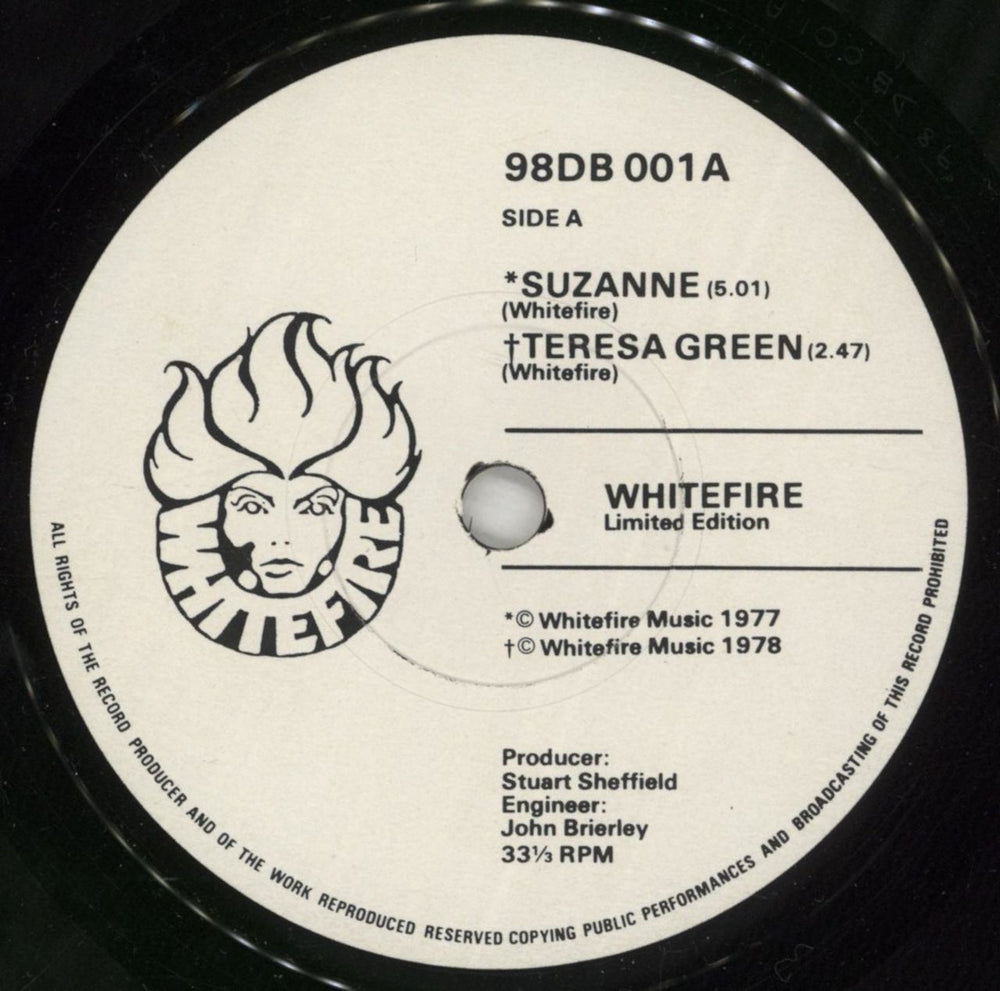 98DB 001A
SIDE A
*SUZANNE (5.01)
(Whitefire)
†TERESA GREEN (2.47)
(Whitefire)
WHITEFIRE
WHITEFIRE
Limited Edition
*© Whitefire Music 1977
†© Whitefire Music 1978
Producer:
Stuart Sheffield
Engineer:
John Brierley
33⅓ RPM
ALL RIGHTS OF THE RECORD PRODUCER AND OF THE WORK REPRODUCED RESERVED COPYING PUBLIC PERFORMANCES AND BROADCASTING OF THIS RECORD PROHIBITED